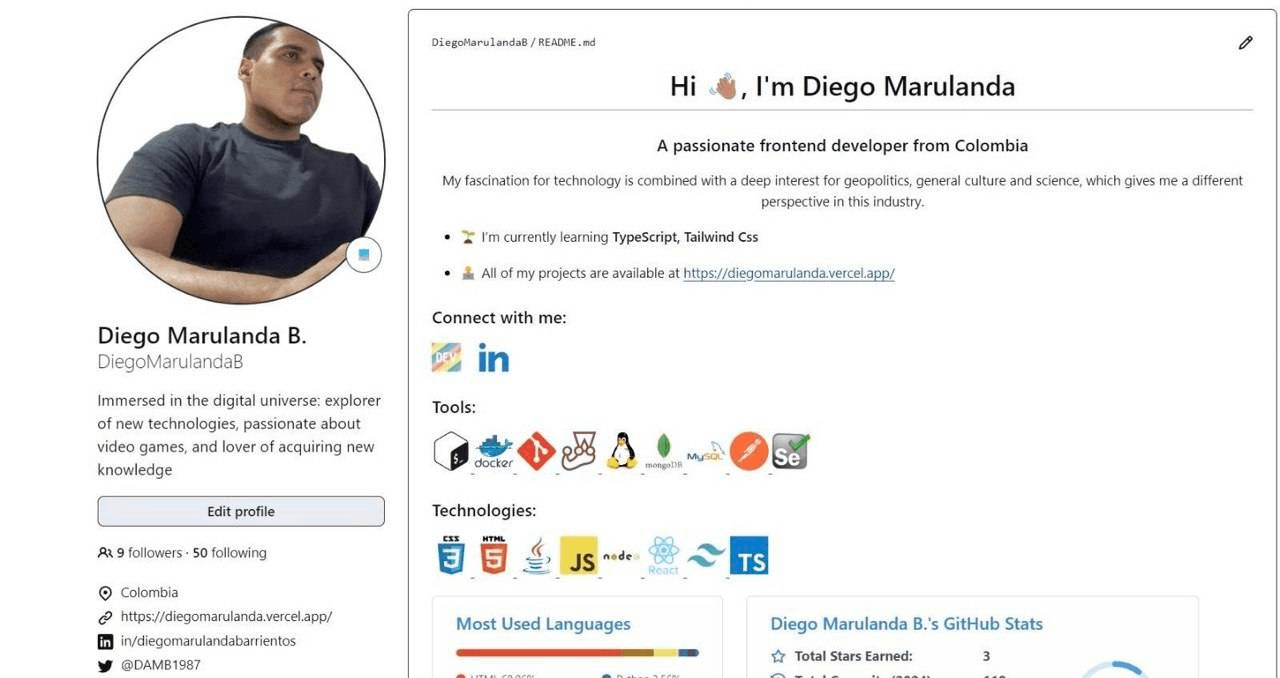 DiegoMarulandaB / README.md
Hi 👋, I'm Diego Marulanda
A passionate frontend developer from Colombia
My fascination for technology is combined with a deep interest for geopolitics, general culture and science, which gives me a different
perspective in this industry.
I'm currently learning TypeScript, Tailwind Css
All of my projects are available at https://diegomarulanda.vercel.app/
Connect with me:
DEV in
Tools:
$_ docker mongoDB MySQL Se
Technologies:
CSS 3 HTML 5 JS node React TS
Most Used Languages
Diego Marulanda B.'s GitHub Stats
Total Stars Earned: 3
Diego Marulanda B.
DiegoMarulandaB
Immersed in the digital universe: explorer
of new technologies, passionate about
video games, and lover of acquiring new
knowledge
Edit profile
9 followers · 50 following
Colombia
https://diegomarulanda.vercel.app/
in/diegomarulandabarrientos
@DAMB1987